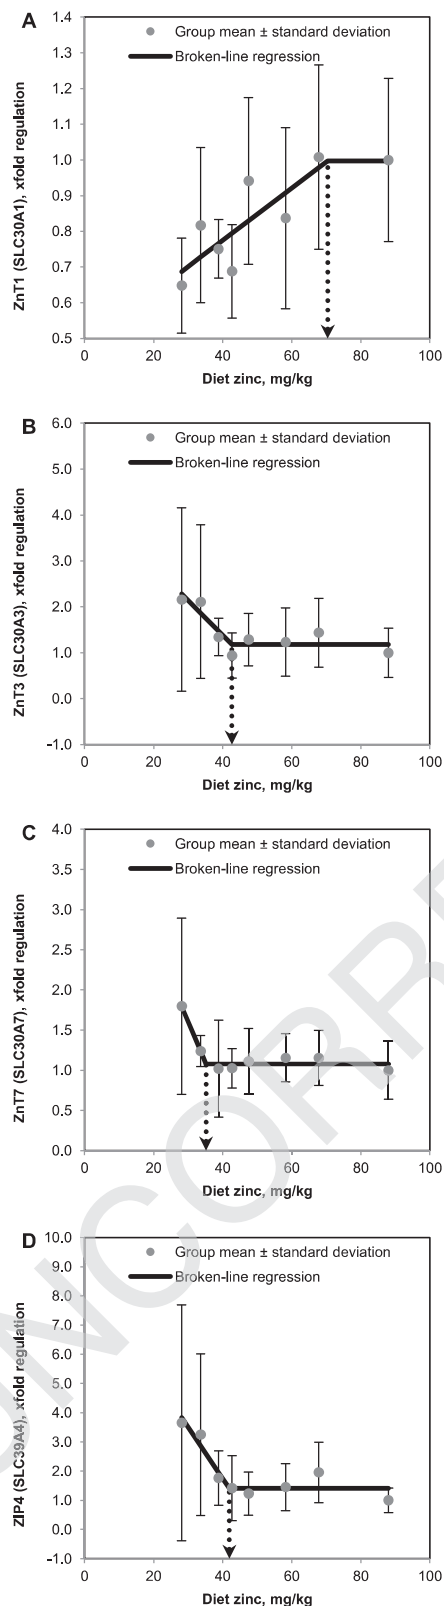 A
ZnT1 (SLC30A1), xfold regulation
1.4
1.3
1.2
1.1
1.0
0.9
0.8
0.7
0.6
0.5
Group mean ± standard deviation
Broken-line regression
0 20 40 60 80 100
Diet zinc, mg/kg
B
ZnT3 (SLC30A3), xfold regulation
6.0
5.0
4.0
3.0
2.0
1.0
0.0
-1.0
Group mean ± standard deviation
Broken-line regression
0 20 40 60 80 100
Diet zinc, mg/kg
C
ZnT7 (SLC30A7), xfold regulation
4.0
3.5
3.0
2.5
2.0
1.5
1.0
0.5
0.0
Group mean ± standard deviation
Broken-line regression
0 20 40 60 80 100
Diet zinc, mg/kg
D
ZIP4 (SLC39A4), xfold regulation
10.0
9.0
8.0
7.0
6.0
5.0
4.0
3.0
2.0
1.0
0.0
-1.0
Group mean ± standard deviation
Broken-line regression
0 20 40 60 80 100
Diet zinc, mg/kg